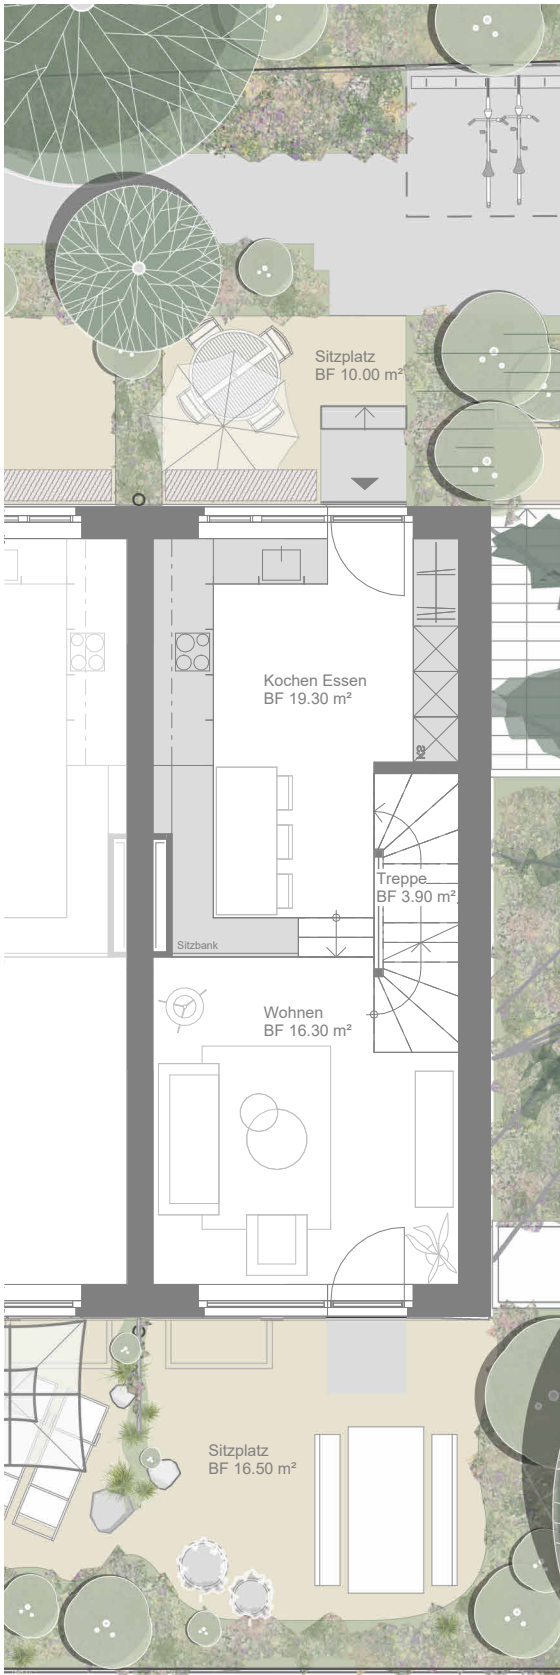 Sitzplatz
BF 10.00 m²
Kochen Essen
BF 19.30 m²
KS
Treppe
BF 3.90 m²
Sitzbank
Wohnen
BF 16.30 m²
Sitzplatz
BF 16.50 m²